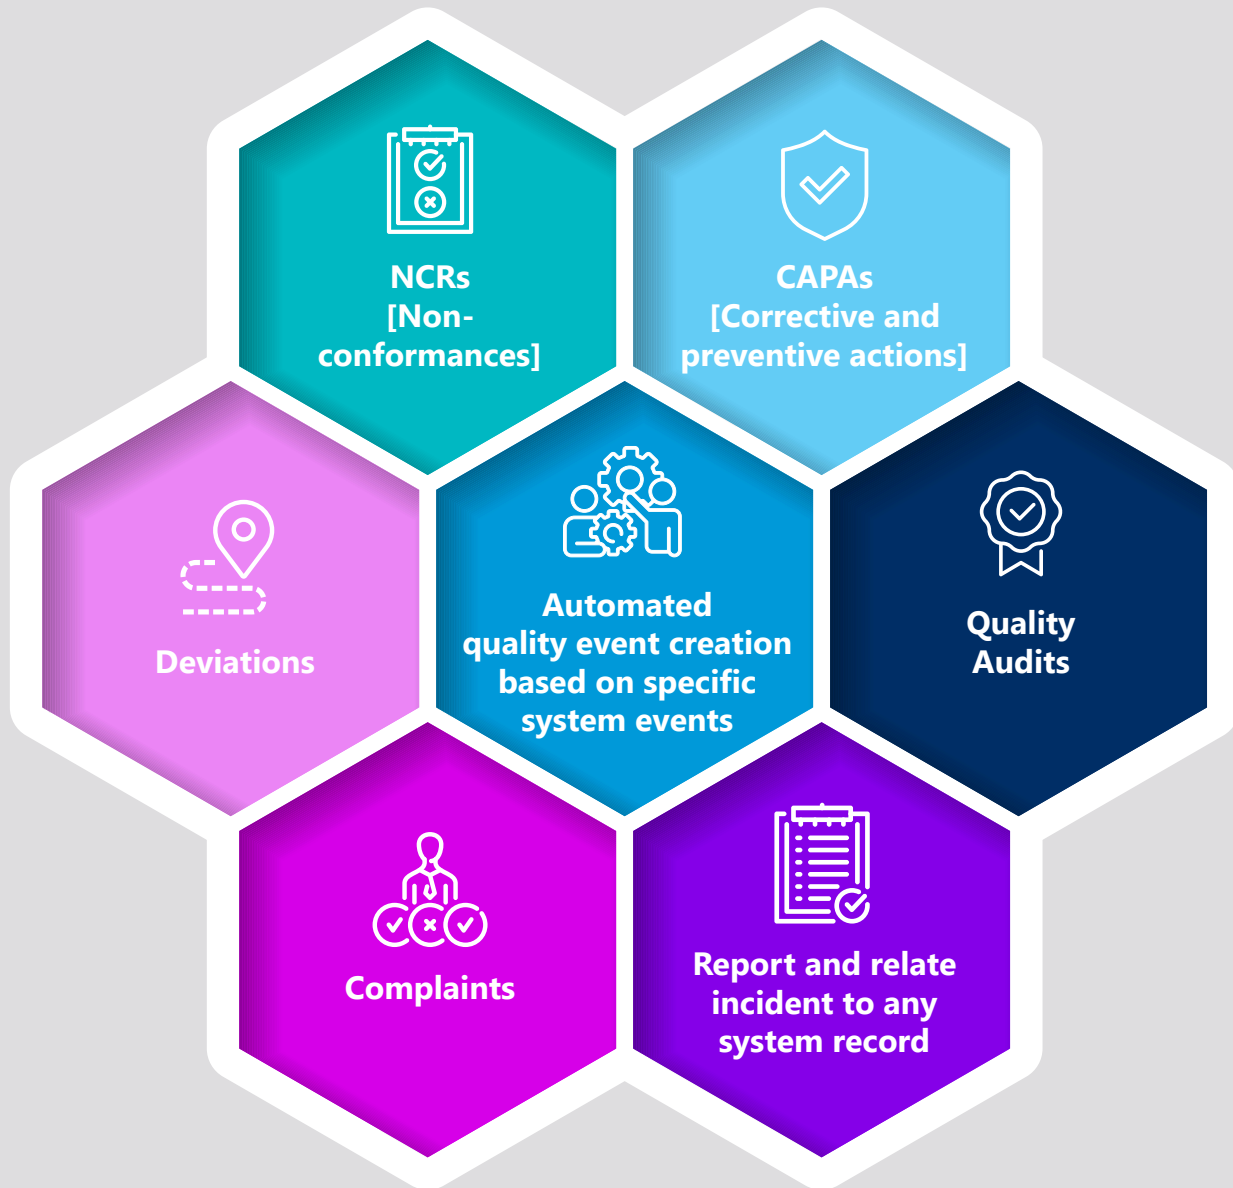 NCRs
[Non-
conformances]
CAPAs
[Corrective and
preventive actions]
Deviations
Automated
quality event creation
based on specific
system events
Quality
Audits
Complaints
Report and relate
incident to any
system record